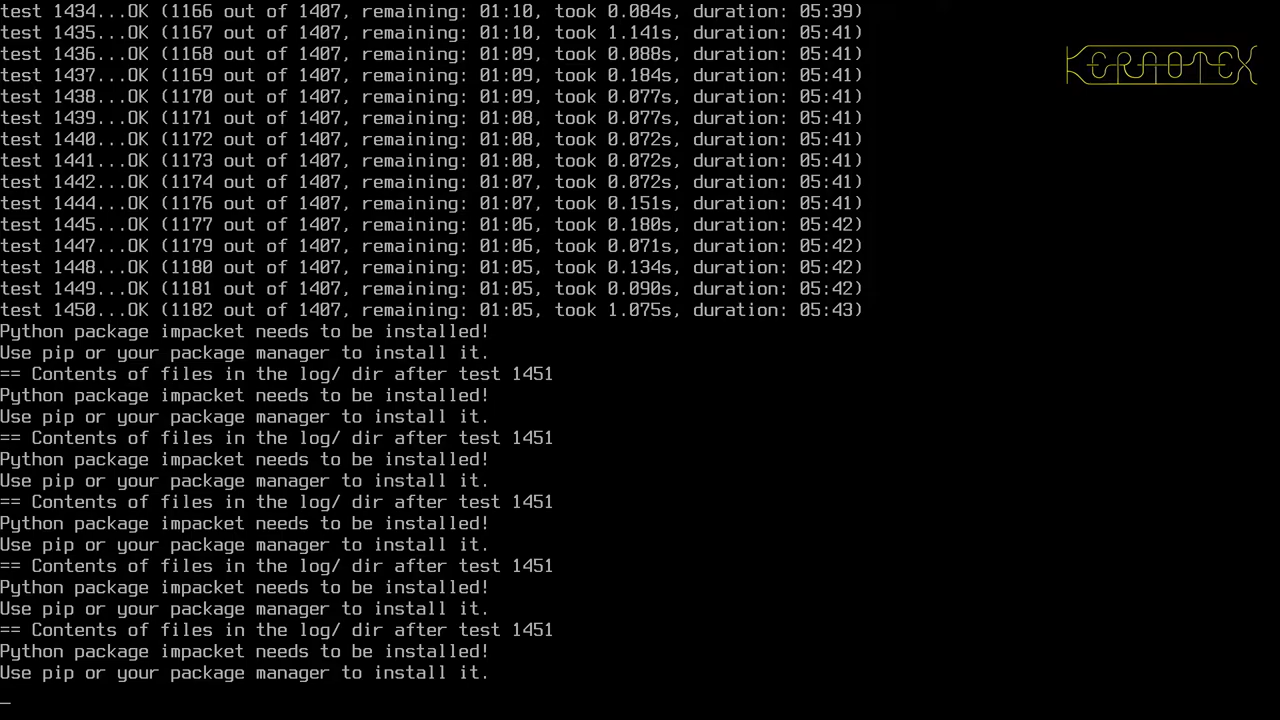 test 1434...OK (1166 out of 1407, remaining: 01:10, took 0.084s, duration: 05:39)
test 1435...OK (1167 out of 1407, remaining: 01:10, took 1.141s, duration: 05:41)
test 1436...OK (1168 out of 1407, remaining: 01:09, took 0.088s, duration: 05:41)
test 1437...OK (1169 out of 1407, remaining: 01:09, took 0.184s, duration: 05:41)
test 1438...OK (1170 out of 1407, remaining: 01:09, took 0.077s, duration: 05:41)
test 1439...OK (1171 out of 1407, remaining: 01:08, took 0.077s, duration: 05:41)
test 1440...OK (1172 out of 1407, remaining: 01:08, took 0.072s, duration: 05:41)
test 1441...OK (1173 out of 1407, remaining: 01:08, took 0.072s, duration: 05:41)
test 1442...OK (1174 out of 1407, remaining: 01:07, took 0.072s, duration: 05:41)
test 1444...OK (1176 out of 1407, remaining: 01:07, took 0.151s, duration: 05:41)
test 1445...OK (1177 out of 1407, remaining: 01:06, took 0.180s, duration: 05:42)
test 1447...OK (1179 out of 1407, remaining: 01:06, took 0.071s, duration: 05:42)
test 1448...OK (1180 out of 1407, remaining: 01:05, took 0.134s, duration: 05:42)
test 1449...OK (1181 out of 1407, remaining: 01:05, took 0.090s, duration: 05:42)
test 1450...OK (1182 out of 1407, remaining: 01:05, took 1.075s, duration: 05:43)
Python package impacket needs to be installed!
Use pip or your package manager to install it.
== Contents of files in the log/ dir after test 1451
Python package impacket needs to be installed!
Use pip or your package manager to install it.
== Contents of files in the log/ dir after test 1451
Python package impacket needs to be installed!
Use pip or your package manager to install it.
== Contents of files in the log/ dir after test 1451
Python package impacket needs to be installed!
Use pip or your package manager to install it.
== Contents of files in the log/ dir after test 1451
Python package impacket needs to be installed!
Use pip or your package manager to install it.
== Contents of files in the log/ dir after test 1451
Python package impacket needs to be installed!
Use pip or your package manager to install it.
_